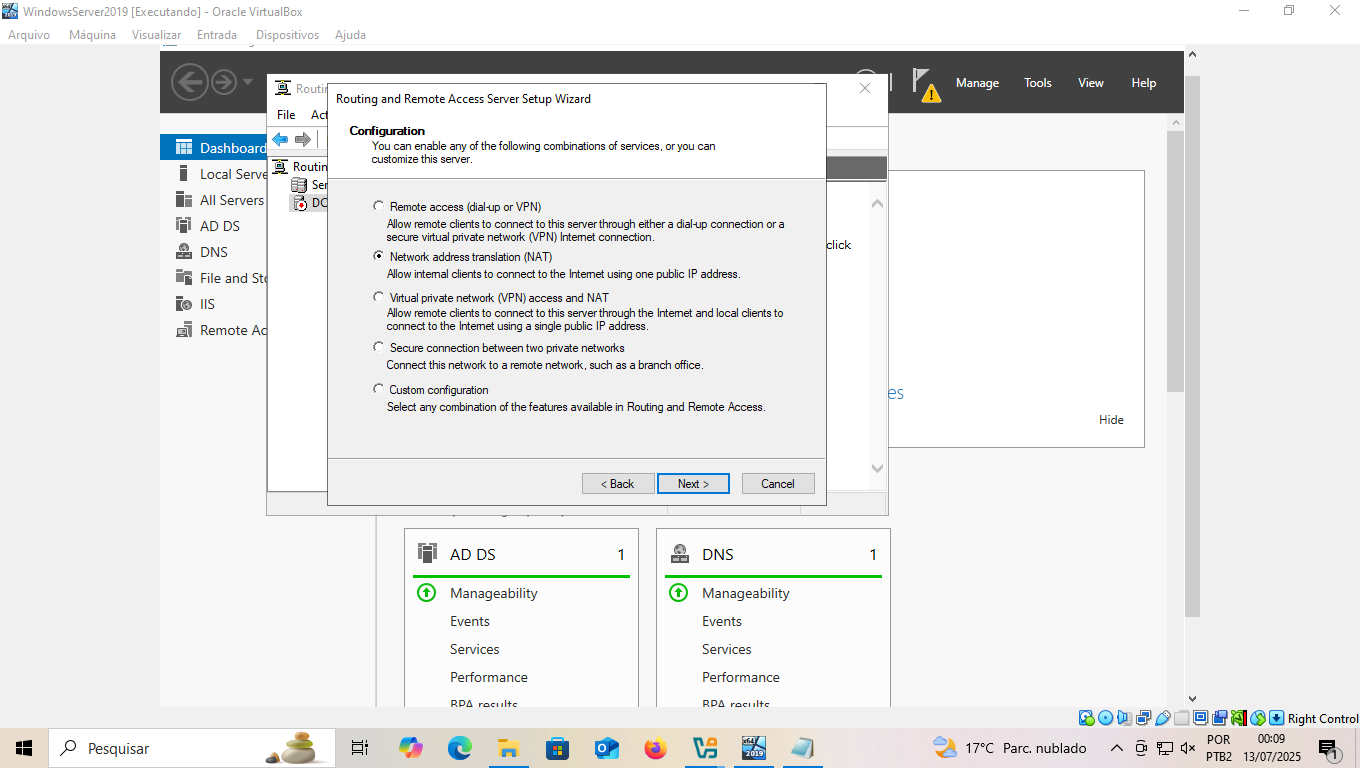 WindowsServer2019 [Executando] - Oracle VirtualBox
Arquivo Máquina Visualizar Entrada Dispositivos Ajuda
Manage Tools View Help
Routin
File Act
Routing and Remote Access Server Setup Wizard
Configuration
You can enable any of the following combinations of services, or you can
customize this server.
Dashboard
Local Serve
All Servers
AD DS
DNS
File and Sto
IIS
Remote Ac
Routin
Ser
DC
Remote access (dial-up or VPN)
Allow remote clients to connect to this server through either a dial-up connection or a
secure virtual private network (VPN) Internet connection.
Network address translation (NAT)
Allow internal clients to connect to the Internet using one public IP address.
Virtual private network (VPN) access and NAT
Allow remote clients to connect to this server through the Internet and local clients to
connect to the Internet using a single public IP address.
Secure connection between two private networks
Connect this network to a remote network, such as a branch office.
Custom configuration
Select any combination of the features available in Routing and Remote Access.
< Back Next > Cancel
click
es
Hide
AD DS 1
Manageability
Events
Services
Performance
BPA results
DNS 1
Manageability
Events
Services
Performance
BPA results
Right Control
Pesquisar
17°C Parc. nublado
POR
PTB2
00:09
13/07/2025
1